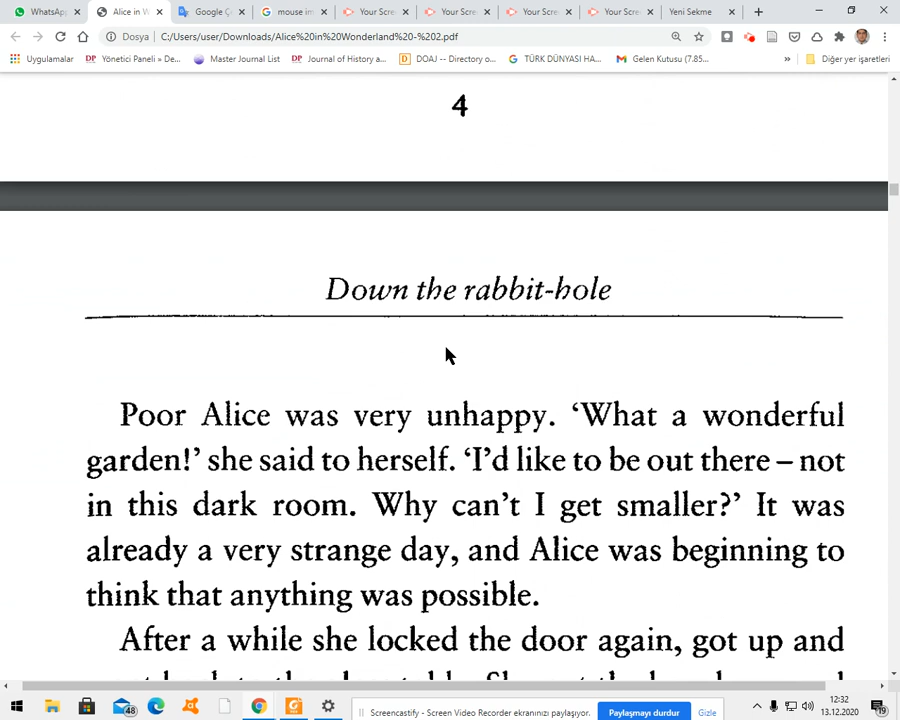 WhatsApp
Alice in W
Google Ç
mouse im
Your Scre
Your Scre
Your Scre
Your Scre
Yeni Sekme
Dosya
C:/Users/user/Downloads/Alice%20in%20Wonderland%20-%202.pdf
Uygulamalar
DP Yönetici Paneli » De...
Master Journal List
DP Journal of History a...
D DOAJ -- Directory o...
G TÜRK DÜNYASI HA...
M Gelen Kutusu (7.85...
»
Diğer yer işaretleri
4
Down the rabbit-hole
Poor Alice was very unhappy. ‘What a wonderful
garden!’ she said to herself. ‘I’d like to be out there – not
in this dark room. Why can’t I get smaller?’ It was
already a very strange day, and Alice was beginning to
think that anything was possible.
After a while she locked the door again, got up and
48
Screencastify - Screen Video Recorder ekranınızı paylaşıyor.
Paylaşmayı durdur
Gizle
12:32
13.12.2020
19